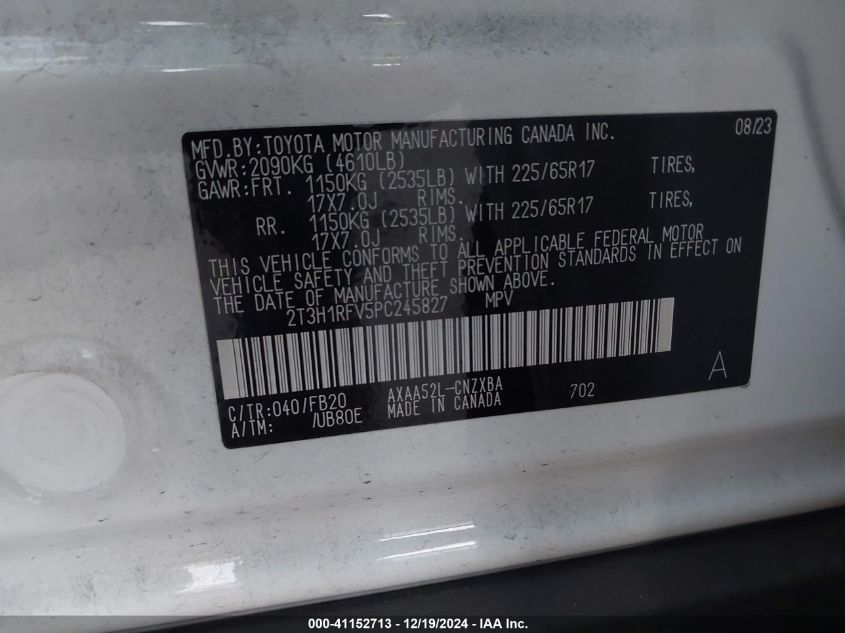 MFD.BY:TOYOTA MOTOR MANUFACTURING CANADA INC. 08/23
GVWR:2090KG (4610LB)
GAWR:FRT. 1150KG (2535LB) WITH 225/65R17 TIRES,
17X7.0J RIMS.
RR. 1150KG (2535LB) WITH 225/65R17 TIRES,
17X7.0J RIMS.
THIS VEHICLE CONFORMS TO ALL APPLICABLE FEDERAL MOTOR
VEHICLE SAFETY AND THEFT PREVENTION STANDARDS IN EFFECT ON
THE DATE OF MANUFACTURE SHOWN ABOVE.
2T3H1RFV5PC245827 MPV
C/TR:040/FB20 AXAA52L-CNZXBA 702 A
A/TM: /UB80E MADE IN CANADA
000-41152713 - 12/19/2024 - IAA Inc.